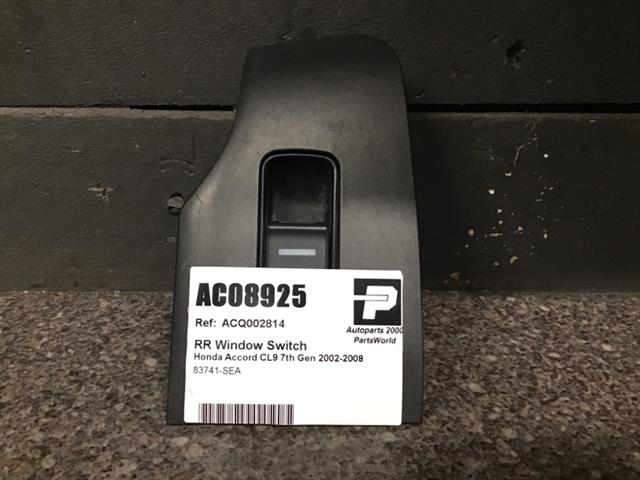 AC08925
Ref: ACQ002814
Autoparts 2000
PartsWorld
RR Window Switch
Honda Accord CL9 7th Gen 2002-2008
83741-SEA